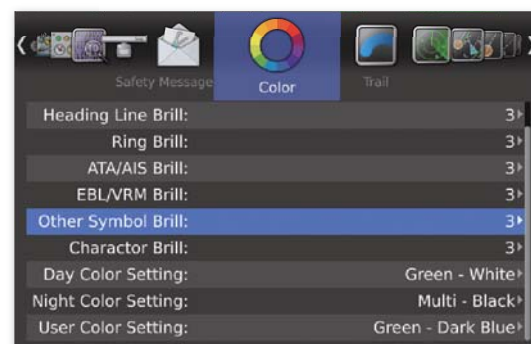 Safety Message
Color
Trail
Heading Line Brill: 3
Ring Brill: 3
ATA/AIS Brill: 3
EBL/VRM Brill: 3
Other Symbol Brill: 3
Charactor Brill: 3
Day Color Setting: Green - White
Night Color Setting: Multi - Black
User Color Setting: Green - Dark Blue